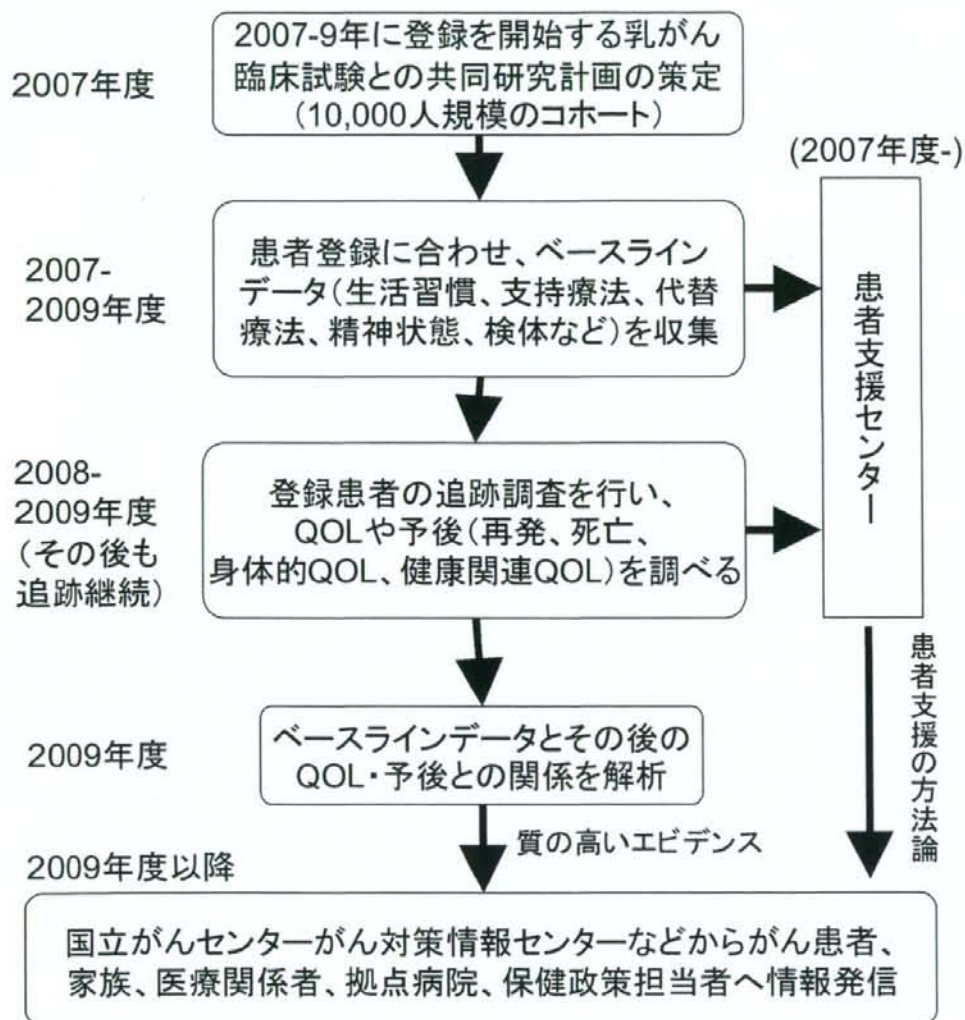 2007年度
2007-9年に登録を開始する乳がん
臨床試験との共同研究計画の策定
(10,000人規模のコホート)
(2007年度-)
2007-
2009年度
患者登録に合わせ、ベースライン
データ(生活習慣、支持療法、代替
療法、精神状態、検体など)を収集
患者支援センター
2008-
2009年度
(その後も
追跡継続)
登録患者の追跡調査を行い、
QOLや予後(再発、死亡、
身体的QOL、健康関連QOL)を調べる
患者支援の方法論
2009年度
ベースラインデータとその後の
QOL・予後との関係を解析
質の高いエビデンス
2009年度以降
国立がんセンターがん対策情報センターなどからがん患者、
家族、医療関係者、拠点病院、保健政策担当者へ情報発信